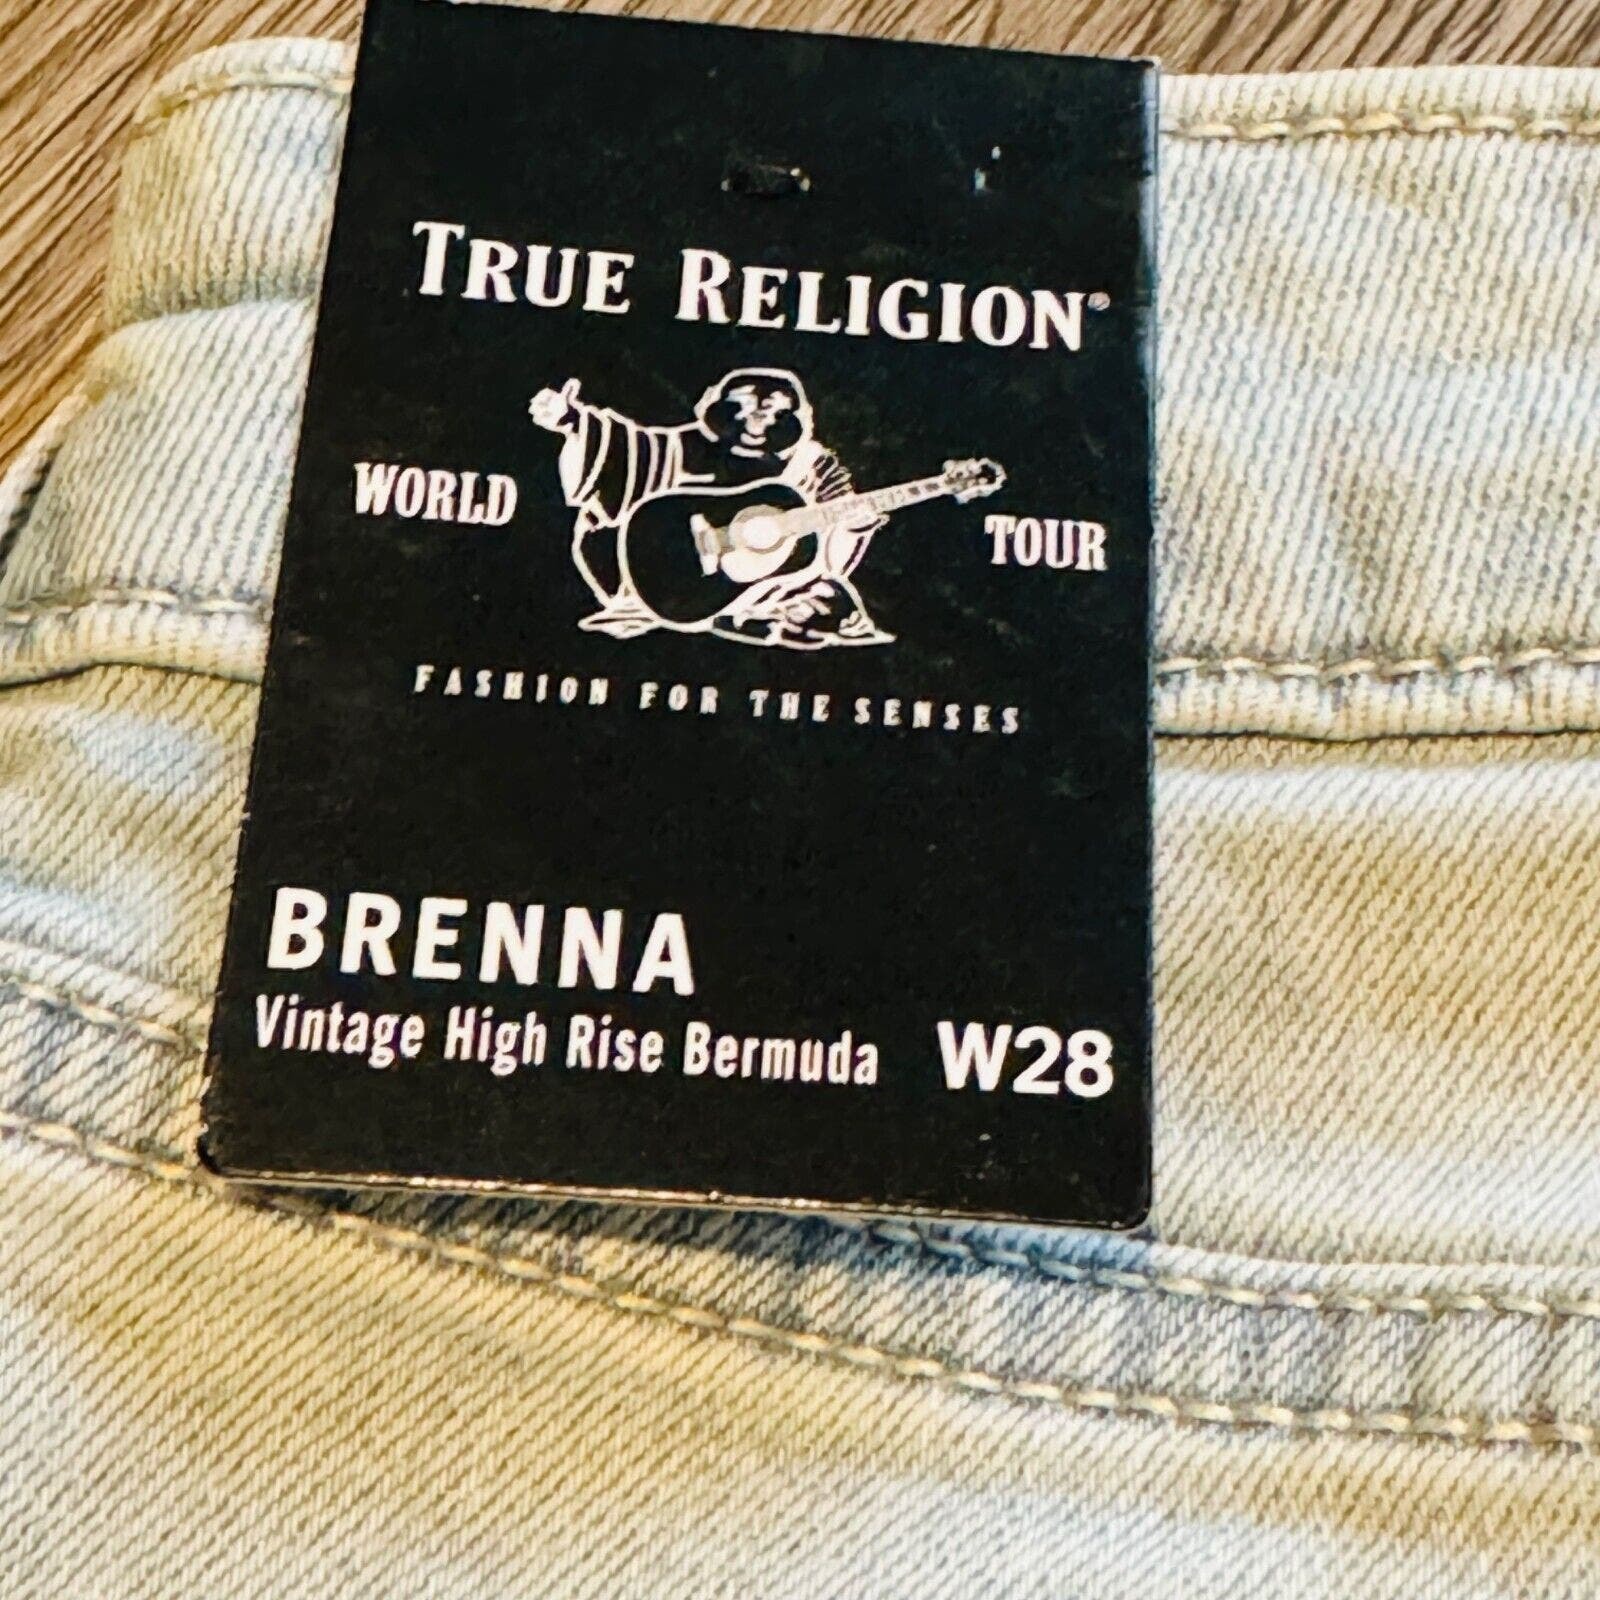 TRUE RELIGION®
WORLD TOUR
FASHION FOR THE SENSES
BRENNA
Vintage High Rise Bermuda W28